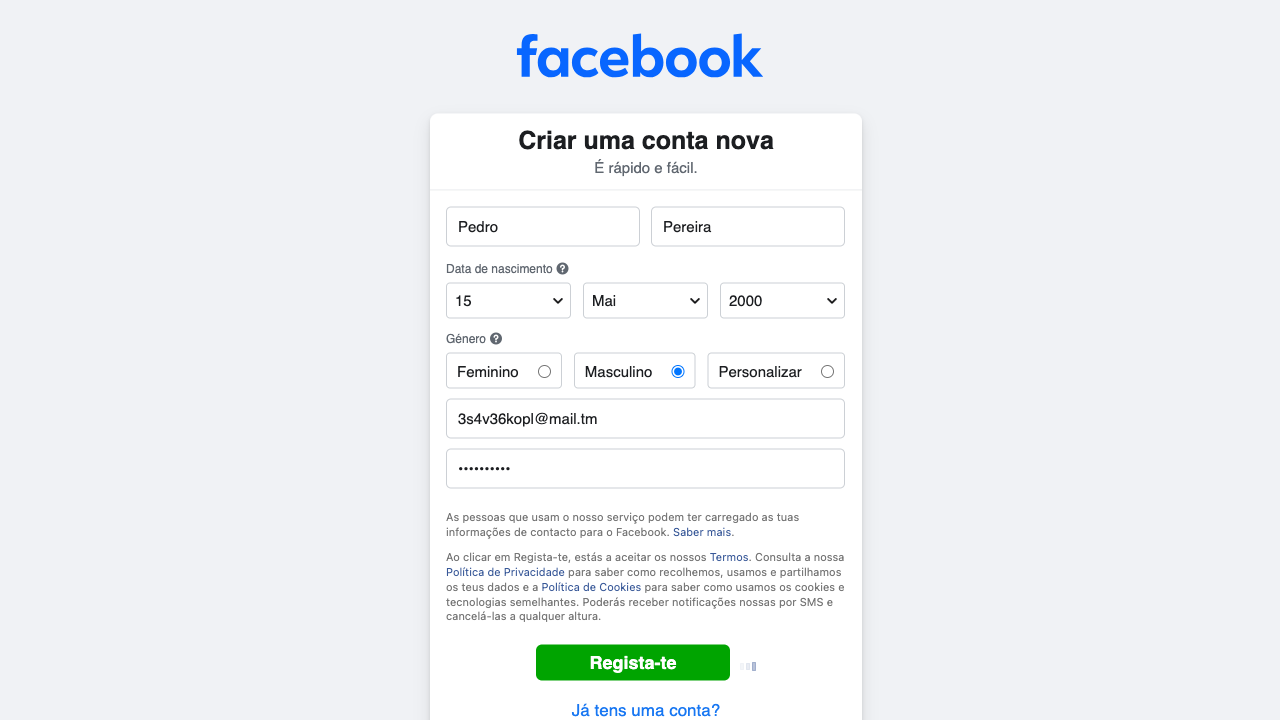 facebook
Criar uma conta nova
É rápido e fácil.
Pedro Pereira
Data de nascimento ?
15 Mai 2000
Género ?
Feminino Masculino Personalizar
3s4v36kopl@mail.tm
••••••••••
As pessoas que usam o nosso serviço podem ter carregado as tuas
informações de contacto para o Facebook. Saber mais.
Ao clicar em Regista-te, estás a aceitar os nossos Termos. Consulta a nossa
Política de Privacidade para saber como recolhemos, usamos e partilhamos
os teus dados e a Política de Cookies para saber como usamos os cookies e
tecnologias semelhantes. Poderás receber notificações nossas por SMS e
cancelá-las a qualquer altura.
Regista-te
Já tens uma conta?